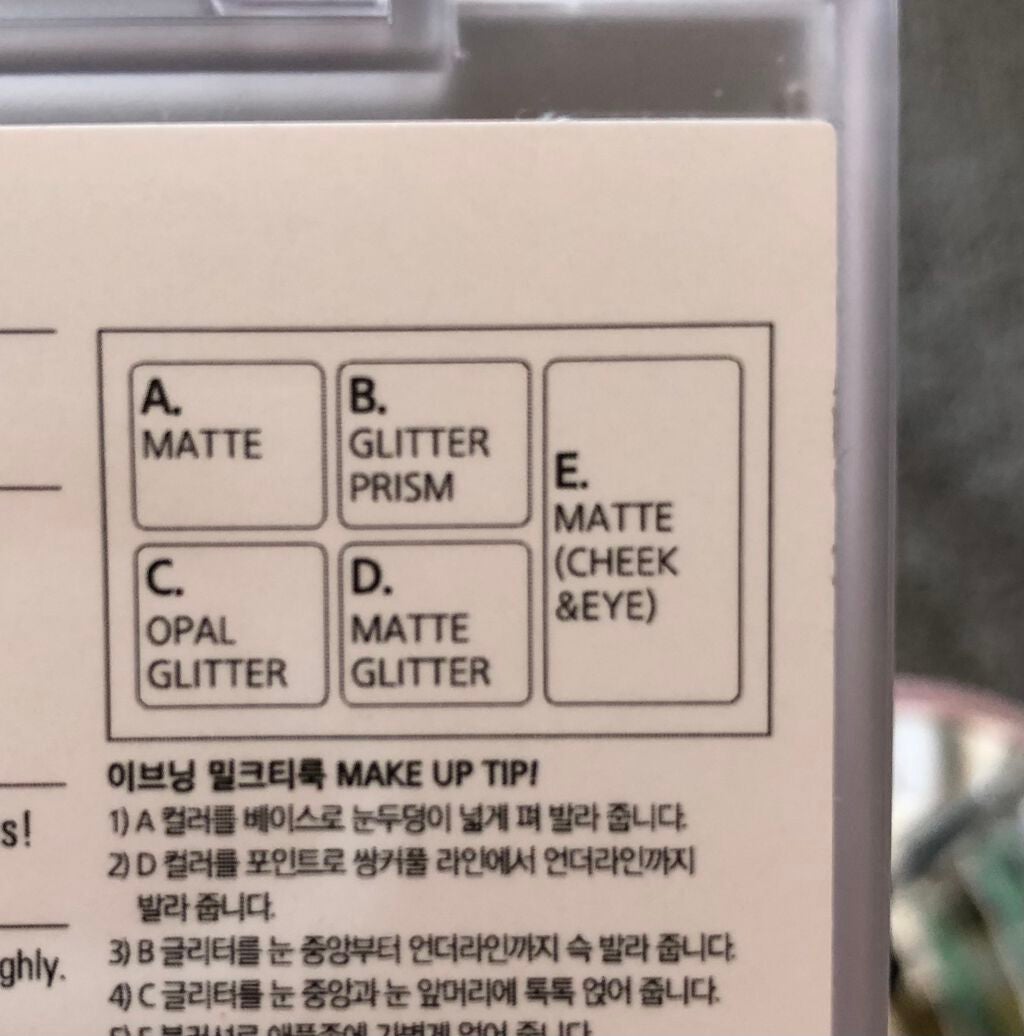 A.
MATTE
B.
GLITTER
PRISM
C.
OPAL
GLITTER
D.
MATTE
GLITTER
E.
MATTE
(CHEEK
&EYE)
이브닝 밀크티룩 MAKE UP TIP!
1) A 컬러를 베이스로 눈두덩이 넓게 펴 발라 줍니다.
2) D 컬러를 포인트로 쌍커풀 라인에서 언더라인까지
발라 줍니다.
3) B 글리터를 눈 중앙부터 언더라인까지 슥 발라 줍니다.
4) C 글리터를 눈 중앙과 눈 앞머리에 톡톡 얹어 줍니다.
s!
ghly.